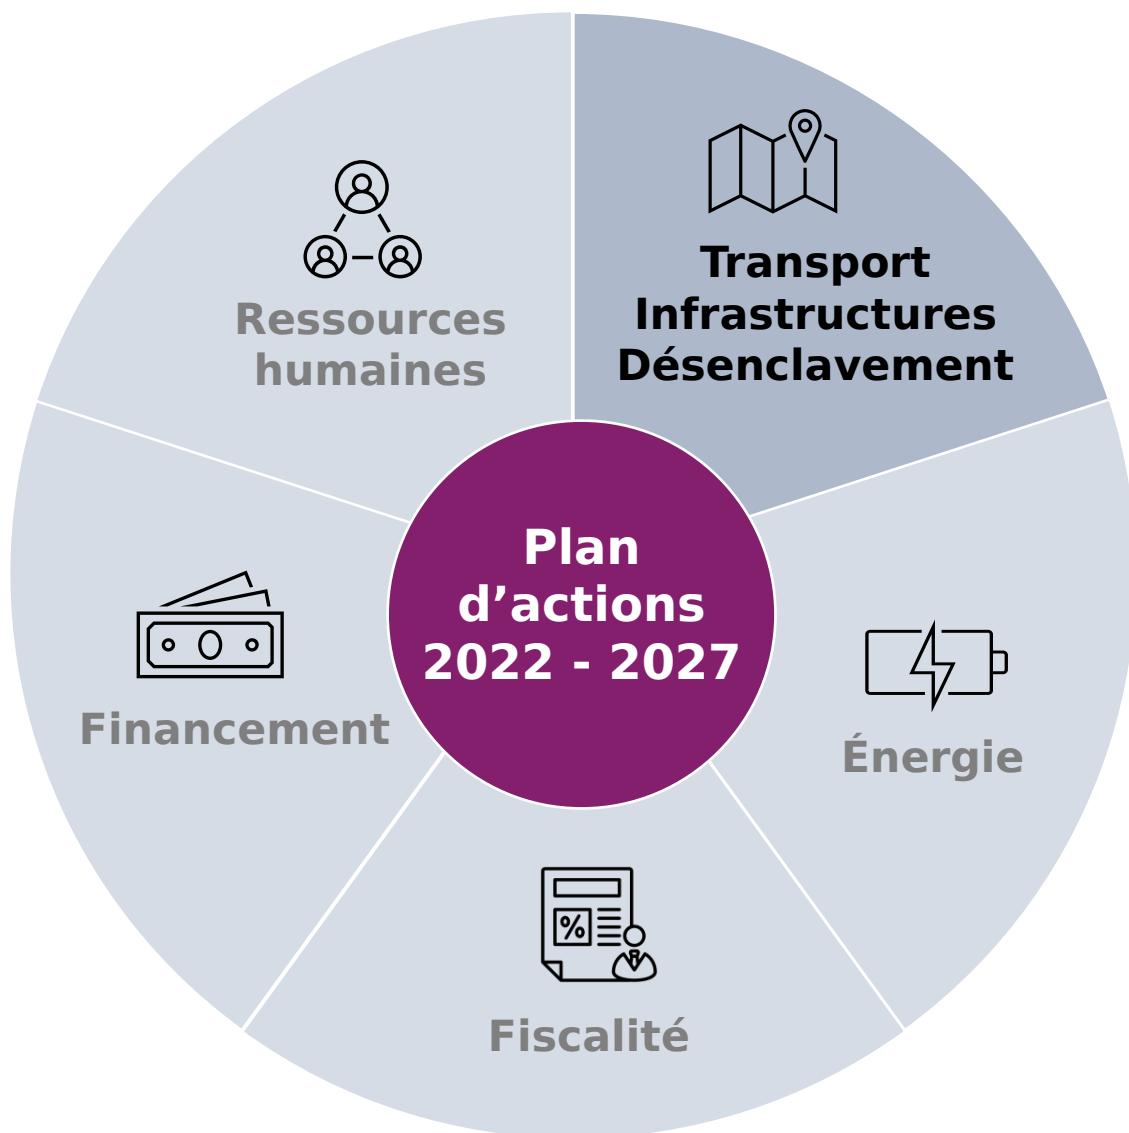 Transport
Infrastructures
Désenclavement
Ressources
humaines
Plan
d’actions
2022 - 2027
Financement
Énergie
%
Fiscalité